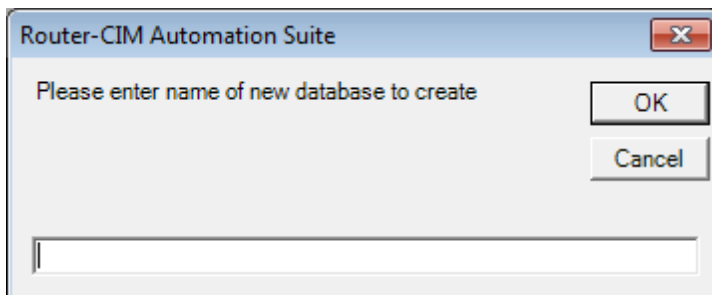 Router-CIM Automation Suite
Please enter name of new database to create
OK
Cancel